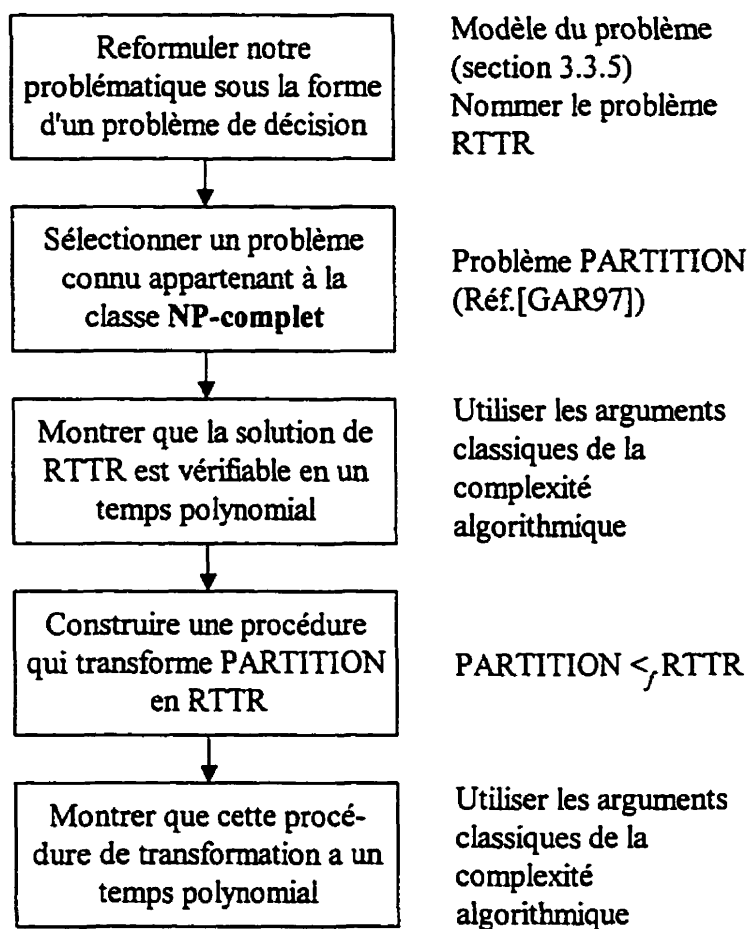 Reformuler notre
problématique sous la forme
d'un problème de décision
Modèle du problème
(section 3.3.5)
Nommer le problème
RTTR
Sélectionner un problème
connu appartenant à la
classe NP-complet
Problème PARTITION
(Réf.[GAR97])
Montrer que la solution de
RTTR est vérifiable en un
temps polynomial
Utiliser les arguments
classiques de la
complexité
algorithmique
Construire une procédure
qui transforme PARTITION
en RTTR
PARTITION <f RTTR
Montrer que cette procé-
dure de transformation a un
temps polynomial
Utiliser les arguments
classiques de la
complexité
algorithmique